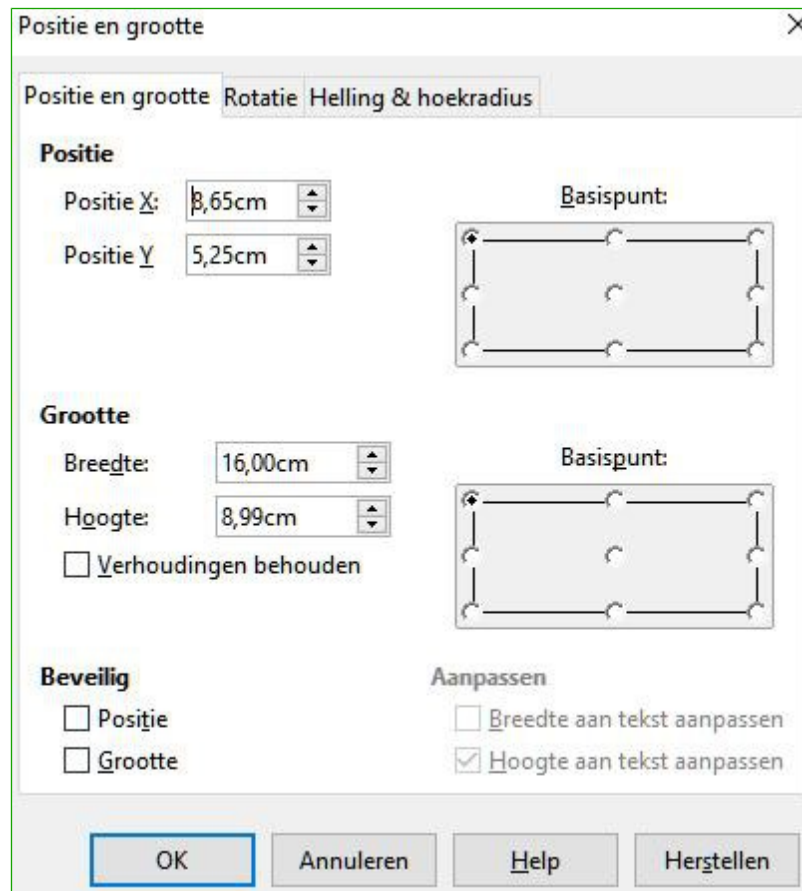 Positie en grootte
Positie en grootte Rotatie Helling & hoekradius
Positie
Positie X: 8,65cm
Basispunt:
Positie Y 5,25cm
Grootte
Breedte: 16,00cm
Basispunt:
Hoogte: 8,99cm
Verhoudingen behouden
Beveilig
Aanpassen
Positie
Breedte aan tekst aanpassen
Grootte
Hoogte aan tekst aanpassen
OK Annuleren Help Herstellen